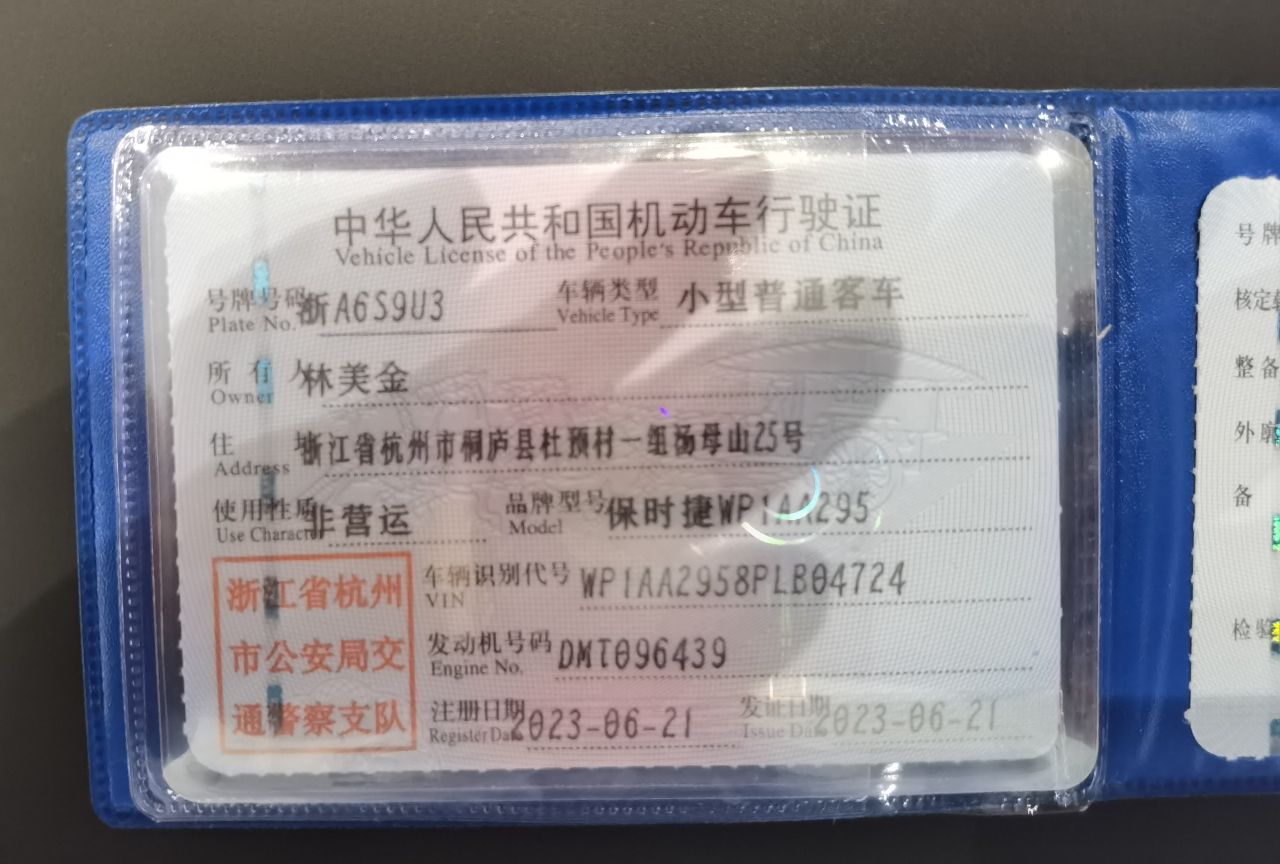 中华人民共和国机动车行驶证
Vehicle License of the People's Republic of China
号牌号码 浙A6S9U3 车辆类型 小型普通客车
Plate No. Vehicle Type
所有人 林美金
Owner
住址 浙江省杭州市桐庐县杜预村一组汤母山25号
Address
使用性质 非营运 品牌型号 保时捷WP1AA295
Use Character Model
浙江省杭州
市公安局交
通警察支队
车辆识别代号 WP1AA2958PLB04724
VIN
发动机号码 DMT096439
Engine No.
注册日期 2023-06-21 发证日期 2023-06-21
Register Date Issue Date
号牌
核定
整备
外廓
备
检验